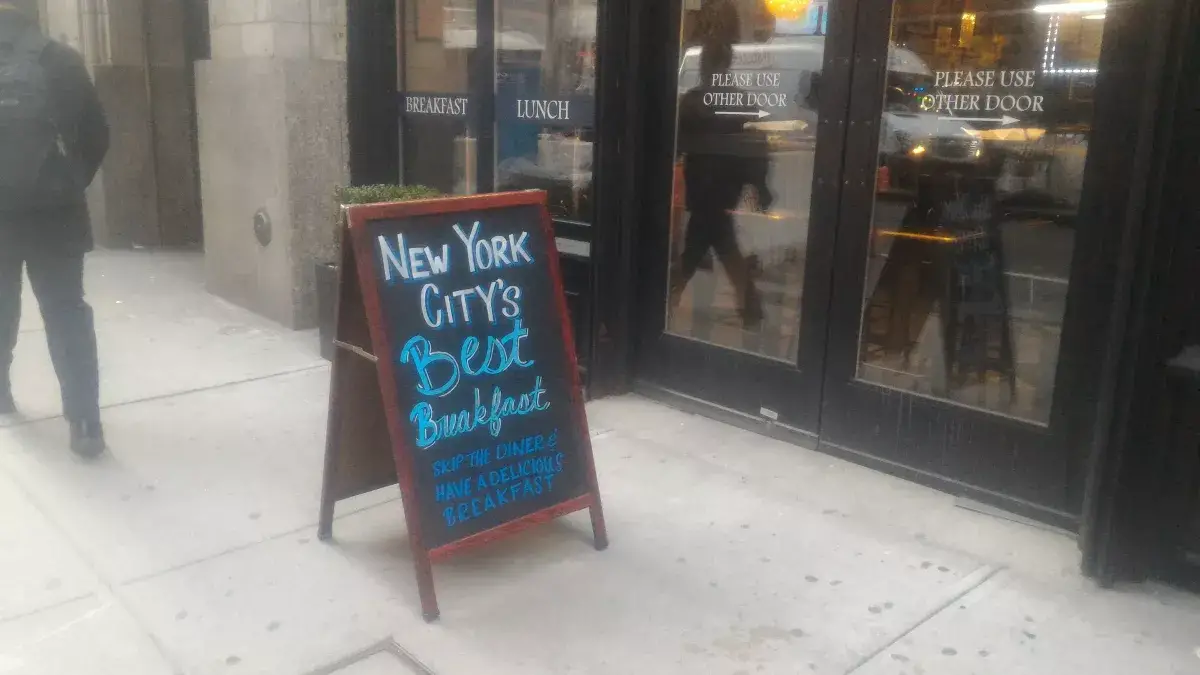 BREAKFAST
LUNCH
PLEASE USE
OTHER DOOR
PLEASE USE
OTHER DOOR
NEW YORK
CITY'S
Best
Breakfast
SKIP THE DINER &
HAVE A DELICIOUS
BREAKFAST